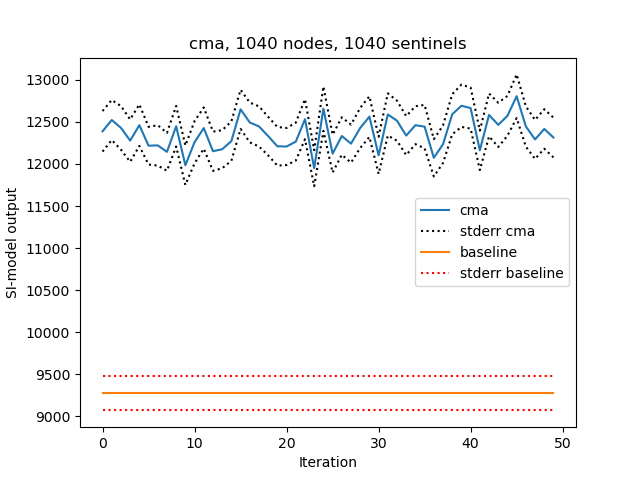 cma, 1040 nodes, 1040 sentinels
SI-model output
13000
12500
12000
11500
11000
10500
10000
9500
9000
cma
stderr cma
baseline
stderr baseline
0 10 20 30 40 50
Iteration